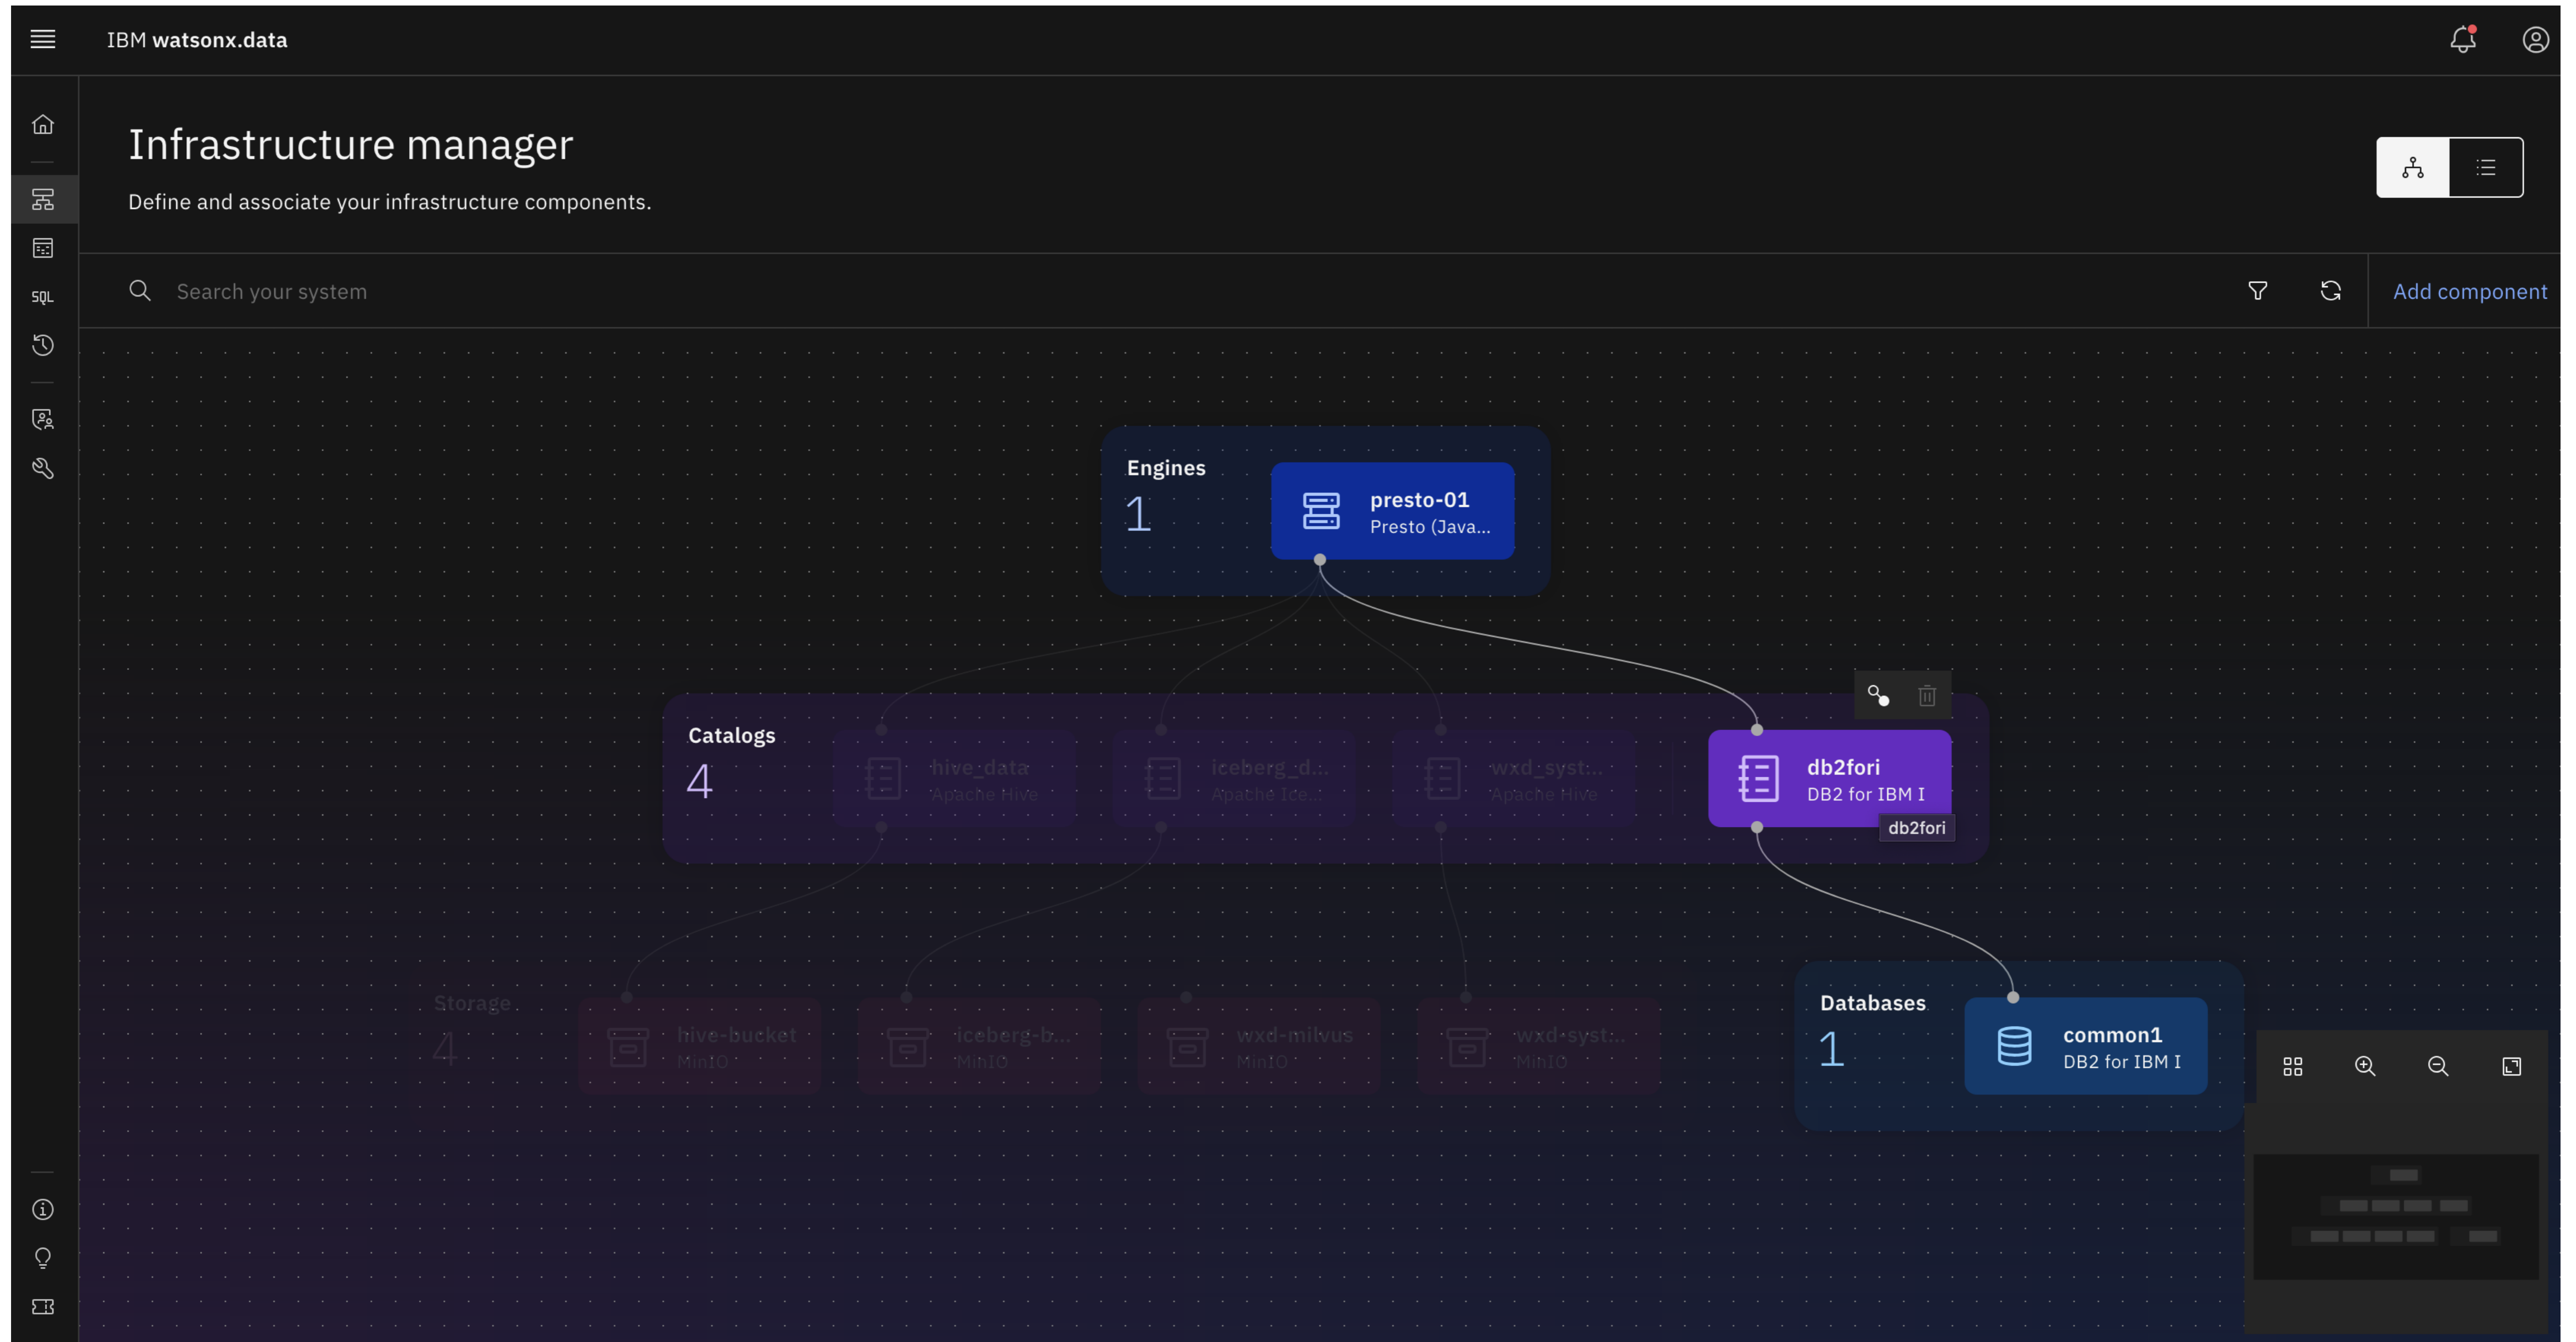 IBM watsonx.data
Infrastructure manager
Define and associate your infrastructure components.
SQL
Search your system
Add component
Engines
1
presto-01
Presto (Java...
Catalogs
4
hive_data
Apache Hive
iceberg_d...
Apache Ice...
wxd_syst...
Apache Hive
db2fori
DB2 for IBM I
db2fori
Storage
4
hive-bucket
MinIO
iceberg-b...
MinIO
wxd-milvus
MinIO
wxd-syst...
MinIO
Databases
1
common1
DB2 for IBM I